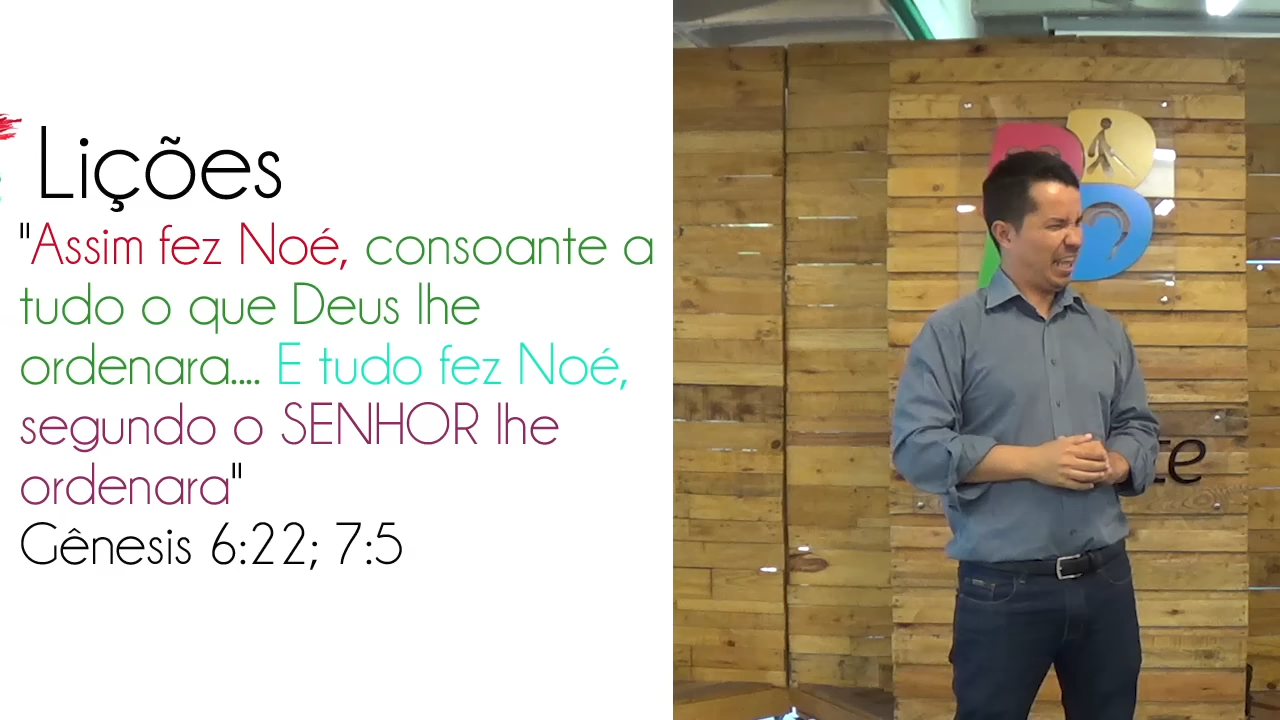 Lições
"Assim fez Noé, consoante a
tudo o que Deus lhe
ordenara.... E tudo fez Noé,
segundo o SENHOR lhe
ordenara"
Gênesis 6:22; 7:5